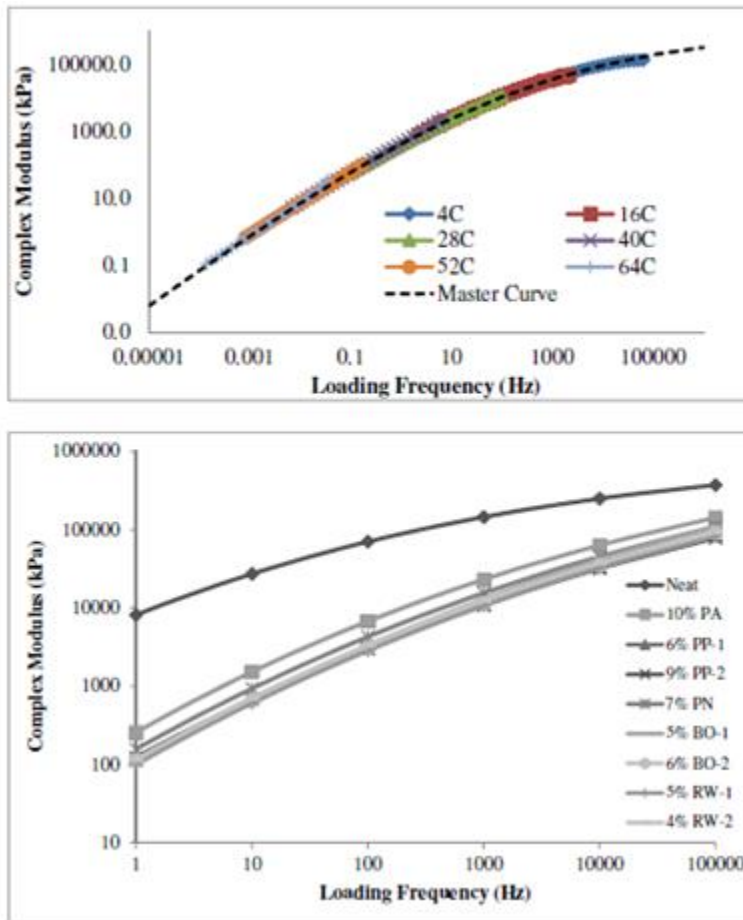 Complex Modulus (kPa)
100000.0
1000.0
10.0
0.1
0.0
4C
16C
28C
40C
52C
64C
Master Curve
0.00001
0.001
0.1
10
1000
100000
Loading Frequency (Hz)
Complex Modulus (kPa)
1000000
100000
10000
1000
100
10
Neat
10% PA
6% PP-1
9% PP-2
7% PN
5% BO-1
6% BO-2
5% RW-1
4% RW-2
1
10
100
1000
10000
100000
Loading Frequency (Hz)